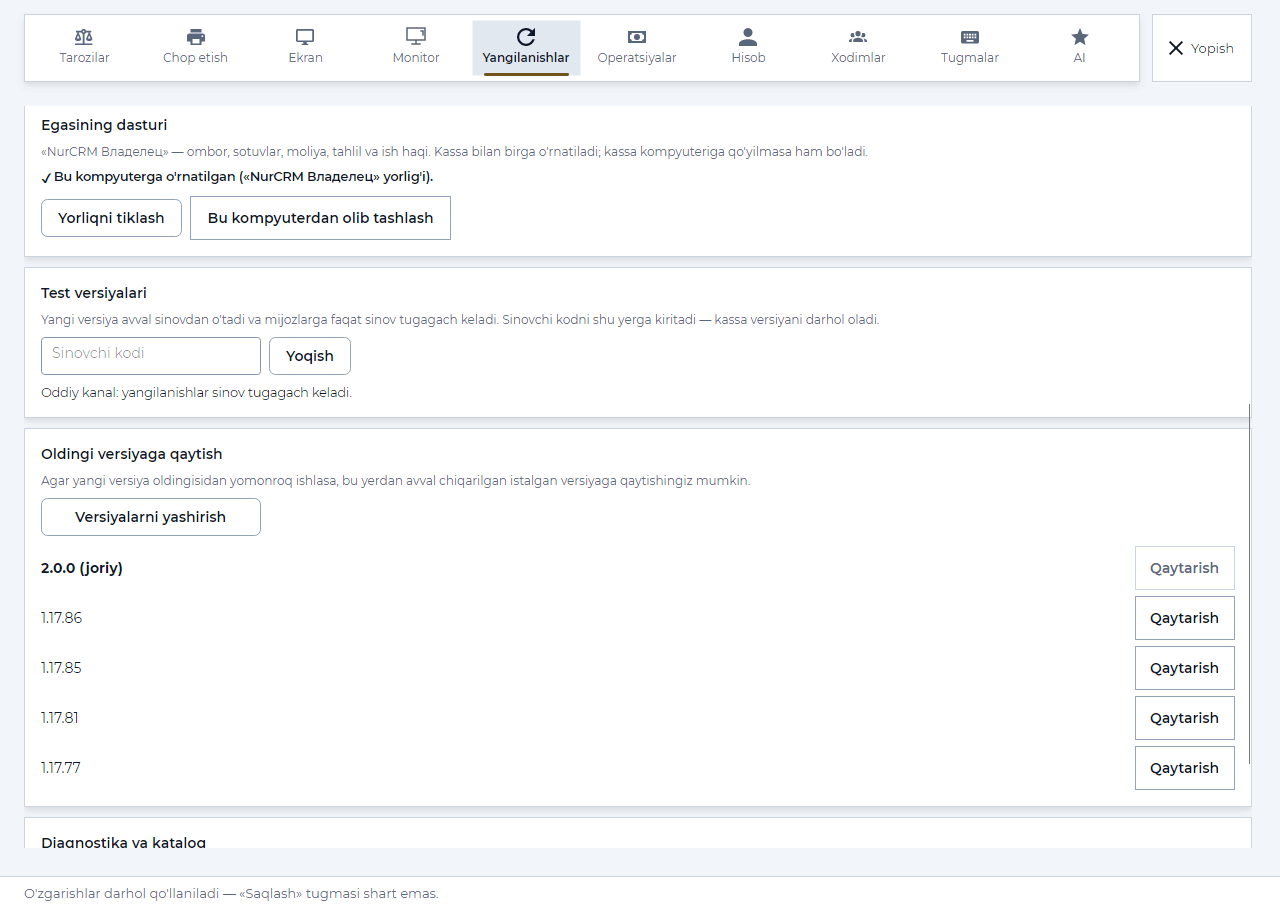 Tarozilar
Chop etish
Ekran
Monitor
Yangilanishlar
Operatsiyalar
Hisob
Xodimlar
Tugmalar
AI
Yopish
Egasining dasturi
«NurCRM Владелец» — ombor, sotuvlar, moliya, tahlil va ish haqi. Kassa bilan birga o'rnatiladi; kassa kompyuteriga qo'yilmasa ham bo'ladi.
✓ Bu kompyuterga o'rnatilgan («NurCRM Владелец» yorlig'i).
Yorliqni tiklash
Bu kompyuterdan olib tashlash
Test versiyalari
Yangi versiya avval sinovdan o'tadi va mijozlarga faqat sinov tugagach keladi. Sinovchi kodni shu yerga kiritadi — kassa versiyani darhol oladi.
Sinovchi kodi
Yoqish
Oddiy kanal: yangilanishlar sinov tugagach keladi.
Oldingi versiyaga qaytish
Agar yangi versiya oldingisidan yomonroq ishlasa, bu yerdan avval chiqarilgan istalgan versiyaga qaytishingiz mumkin.
Versiyalarni yashirish
2.0.0 (joriy)
Qaytarish
1.17.86
Qaytarish
1.17.85
Qaytarish
1.17.81
Qaytarish
1.17.77
Qaytarish
Diagnostika va katalog
O'zgarishlar darhol qo'llaniladi — «Saqlash» tugmasi shart emas.